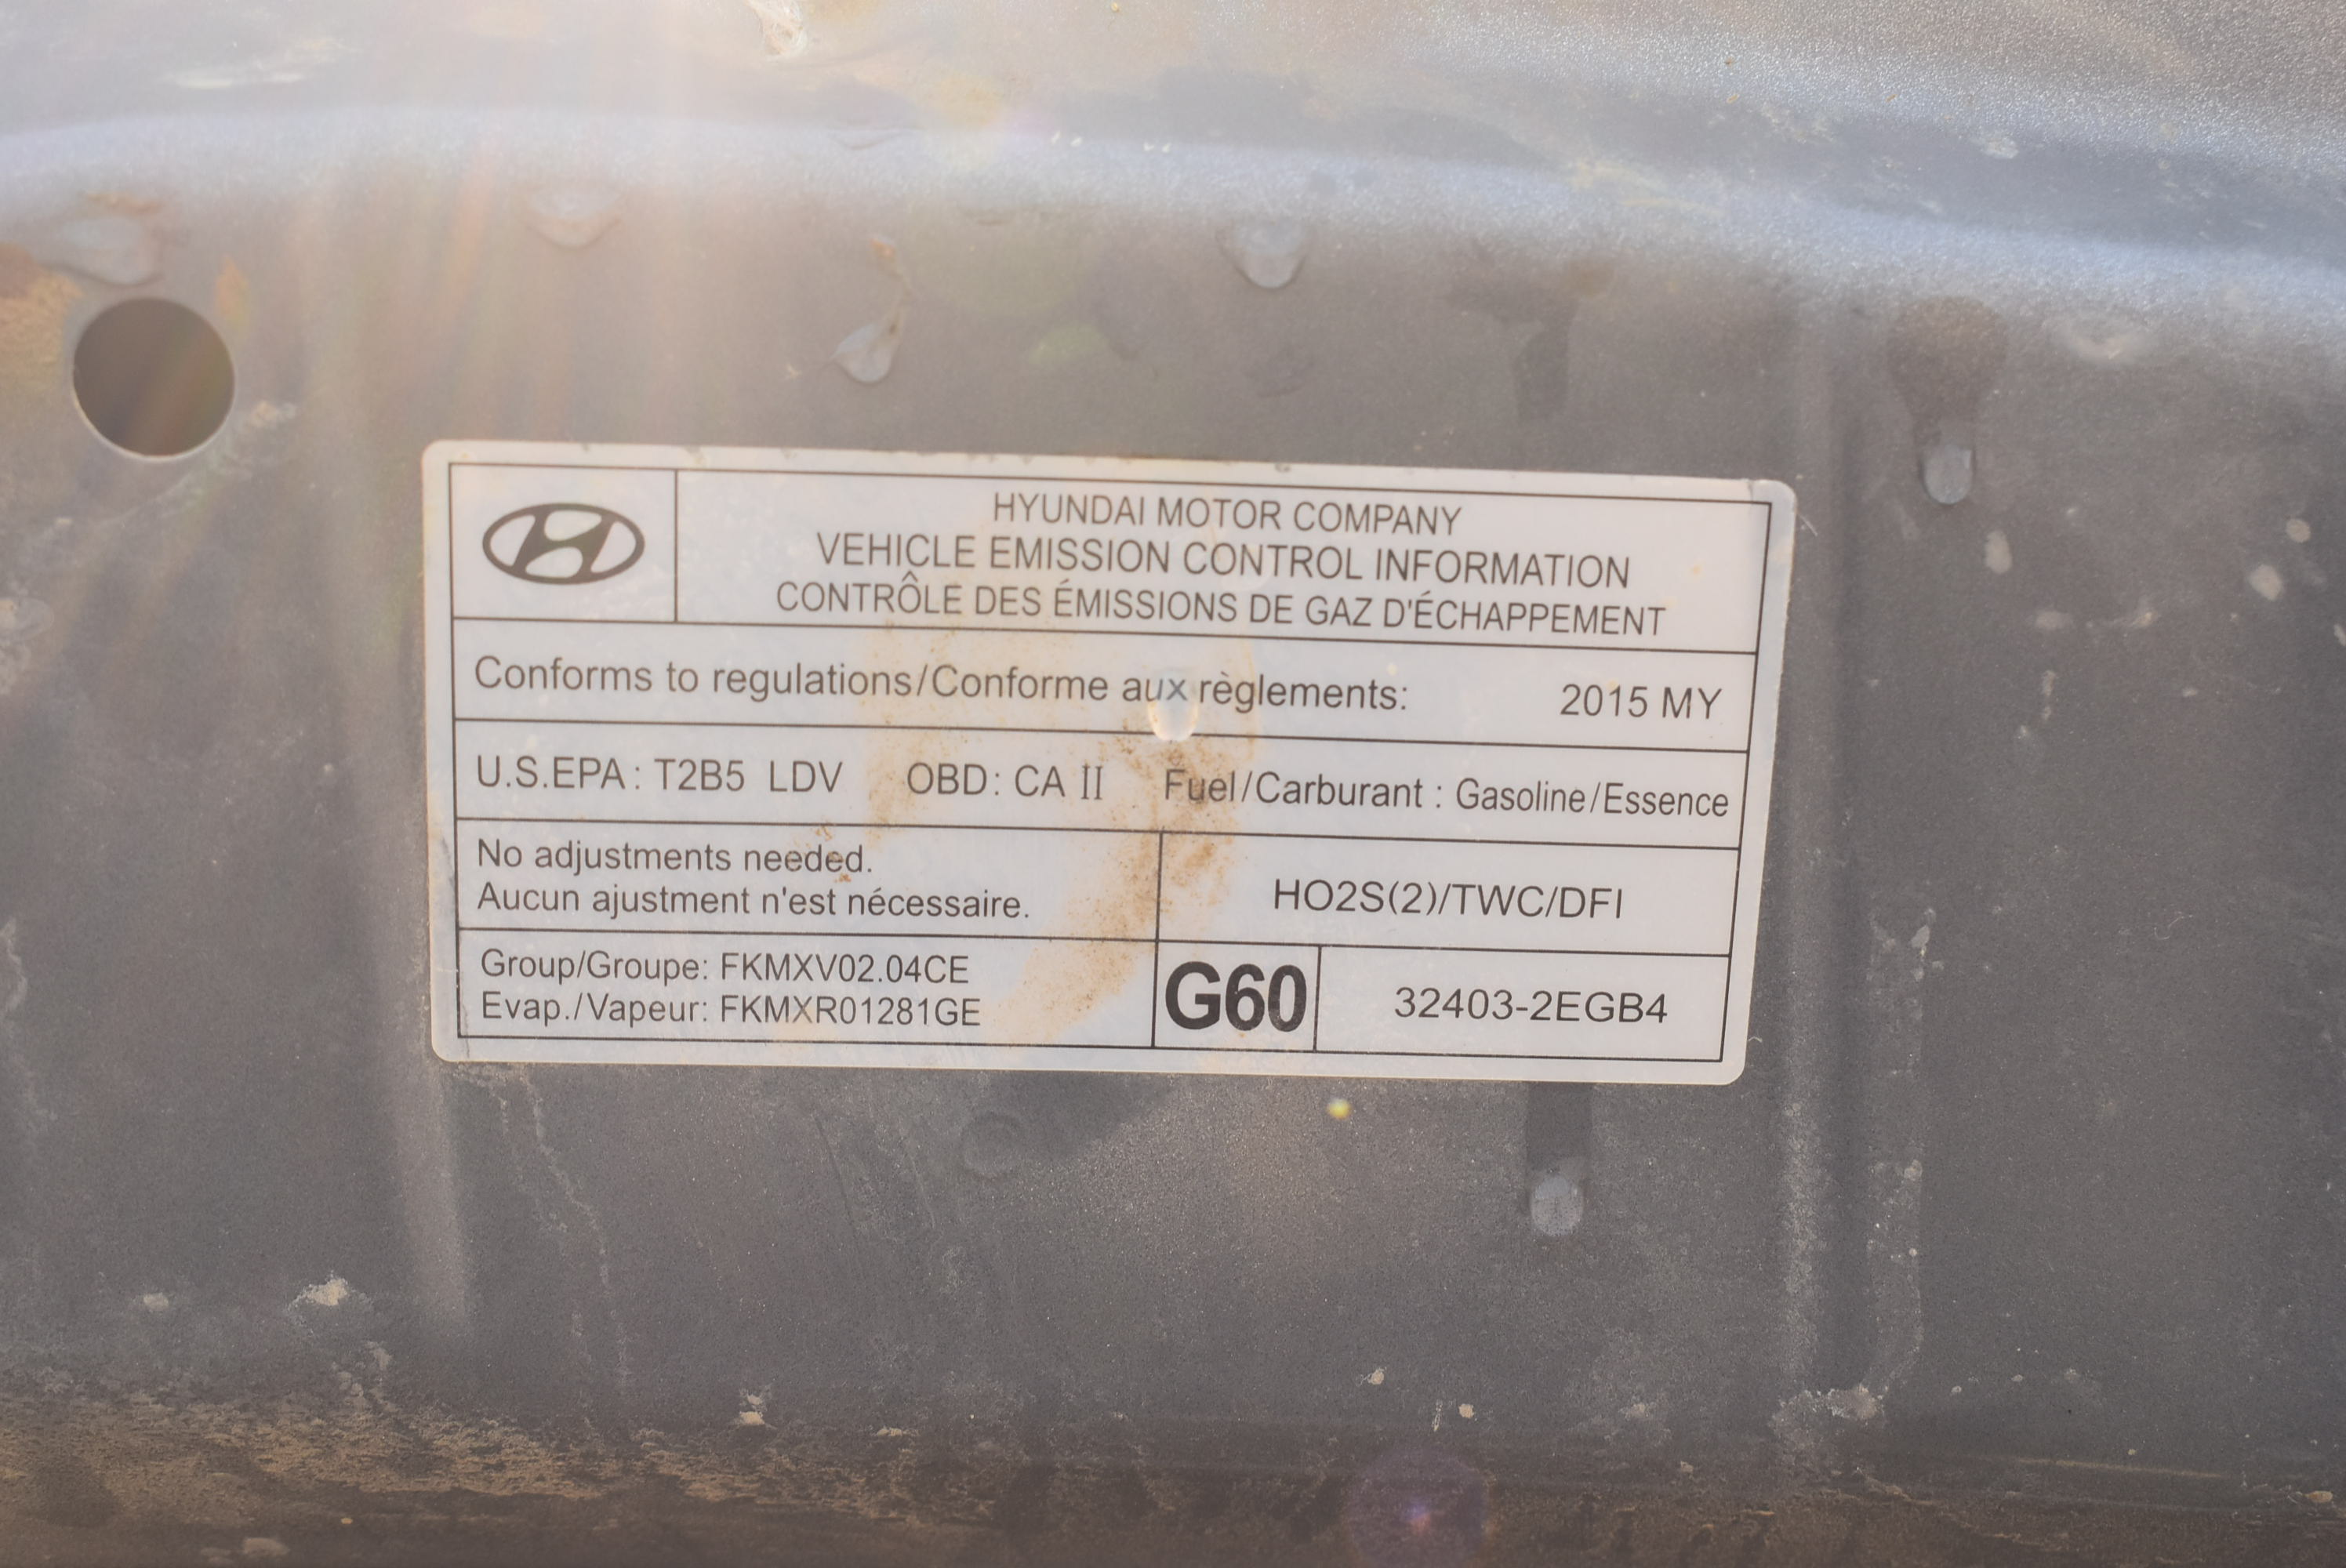 HYUNDAI MOTOR COMPANY
VEHICLE EMISSION CONTROL INFORMATION
CONTRÔLE DES ÉMISSIONS DE GAZ D'ÉCHAPPEMENT
Conforms to regulations/Conforme aux règlements: 2015 MY
U.S.EPA: T2B5 LDV OBD: CA II Fuel/Carburant : Gasoline/Essence
No adjustments needed.
Aucun ajustment n'est nécessaire.
HO2S(2)/TWC/DFI
Group/Groupe: FKMXV02.04CE
Evap./Vapeur: FKMXR01281GE
G60
32403-2EGB4